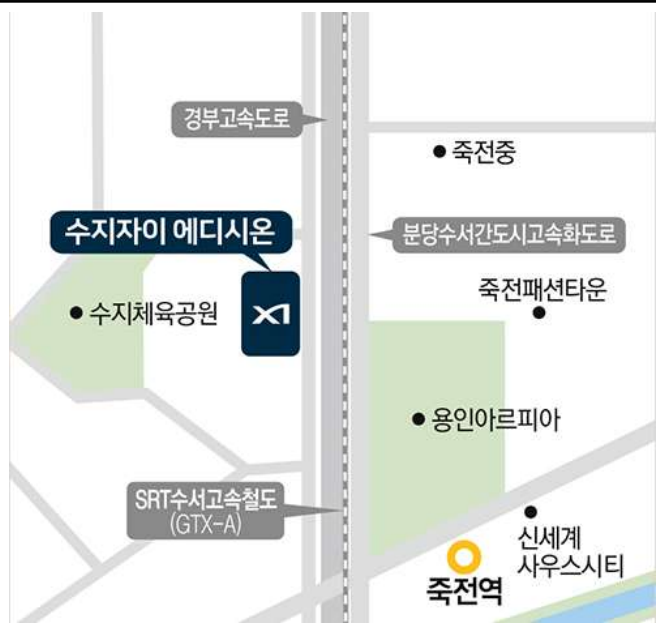 경부고속도로
죽전중
수지자이 에디시온
분당수서간도시고속화도로
XI
수지체육공원
죽전패션타운
용인아르피아
SRT수서고속철도
(GTX-A)
신세계
사우스시티
죽전역